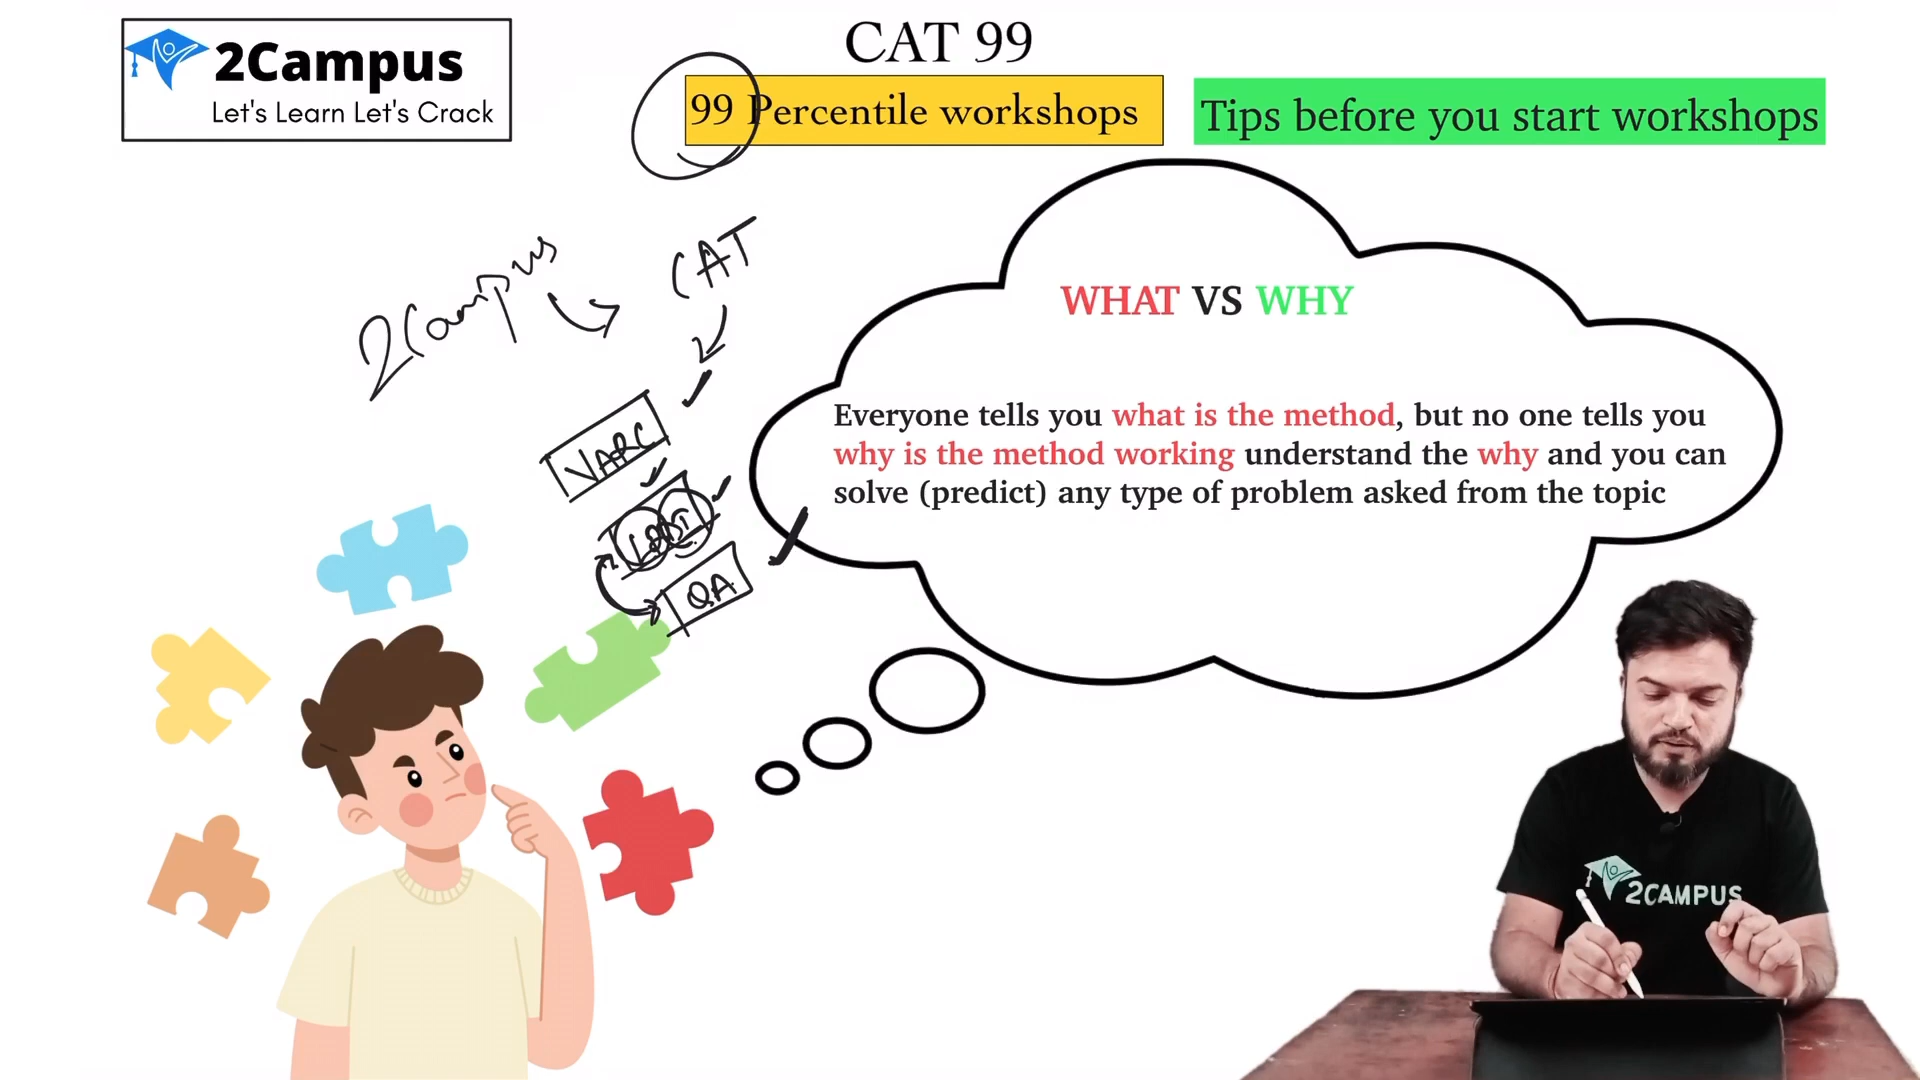 2Campus
Let's Learn Let's Crack
CAT 99
99 Percentile workshops
Tips before you start workshops
2Campus
CAT
VARC
QA
WHAT VS WHY
Everyone tells you what is the method, but no one tells you
why is the method working understand the why and you can
solve (predict) any type of problem asked from the topic
2CAMPUS